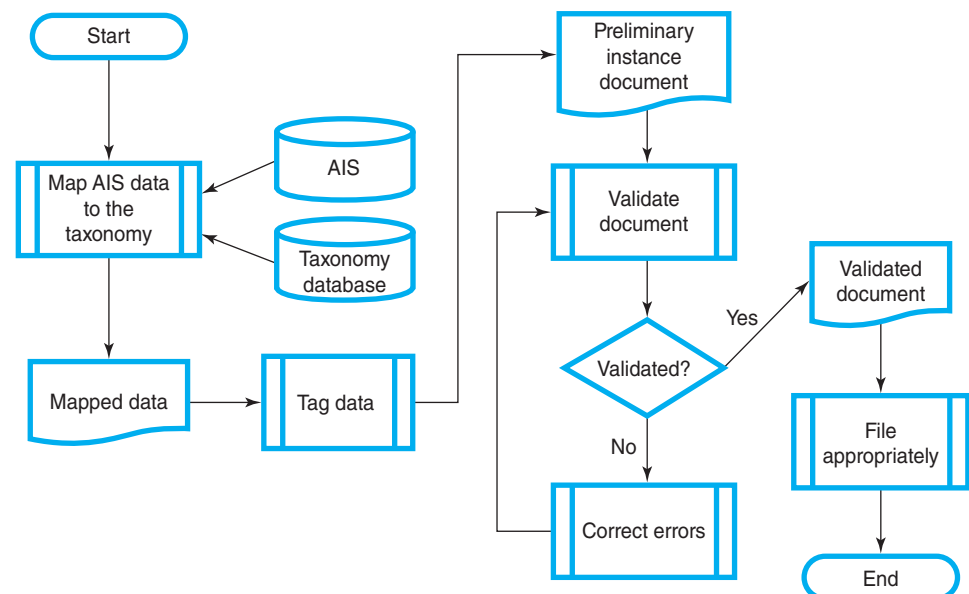 Start
Map AIS data
to the
taxonomy
AIS
Taxonomy
database
Mapped data
Tag data
Preliminary
instance
document
Validate
document
Validated?
Yes
No
Correct errors
Validated
document
File
appropriately
End